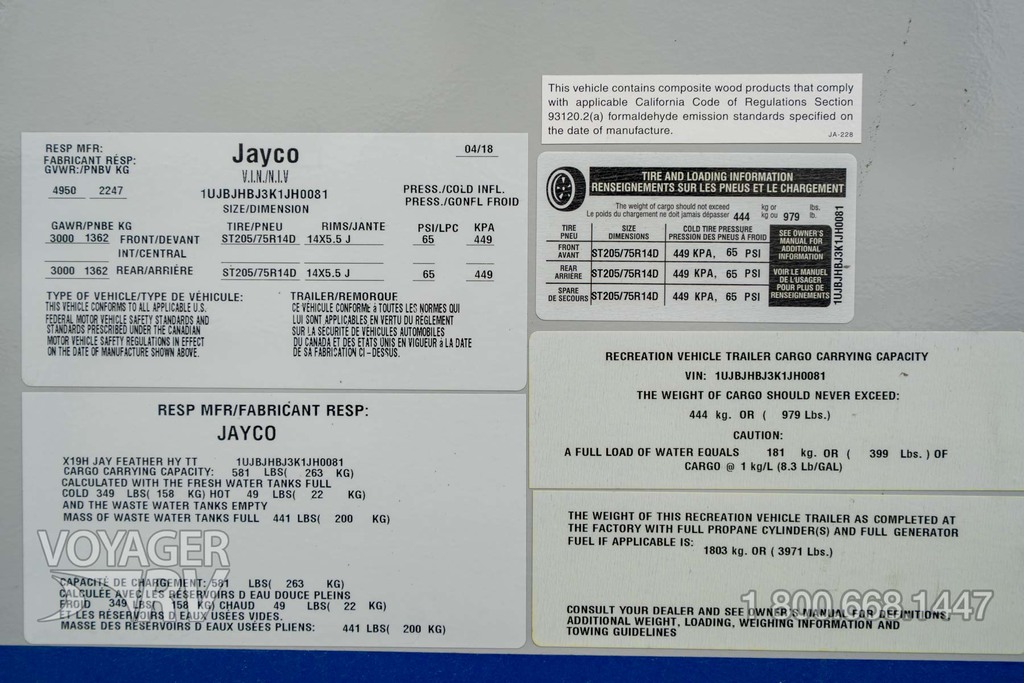 This vehicle contains composite wood products that comply
with applicable California Code of Regulations Section
93120.2(a) formaldehyde emission standards specified on
the date of manufacture.
JA-228
RESP MFR:
FABRICANT RESP:
Jayco
04/18
GVWR:/PNBV KG
V.I.N./N.I.V
4950 2247
1UJBJHBJ3K1JH0081
PRESS./COLD INFL.
PRESS./GONFL FROID
SIZE/DIMENSION
GAWR/PNBE KG TIRE/PNEU RIMS/JANTE PSI/LPC KPA
3000 1362 FRONT/DEVANT ST205/75R14D 14X5.5 J 65 449
INT/CENTRAL
3000 1362 REAR/ARRIÈRE ST205/75R14D 14X5.5 J 65 449
TYPE OF VEHICLE/TYPE DE VÉHICULE: TRAILER/REMORQUE
THIS VEHICLE CONFORMS TO ALL APPLICABLE U.S.
FEDERAL MOTOR VEHICLE SAFETY STANDARDS AND
STANDARDS PRESCRIBED UNDER THE CANADIAN
MOTOR VEHICLE SAFETY REGULATIONS IN EFFECT
ON THE DATE OF MANUFACTURE SHOWN ABOVE.
CE VÉHICULE CONFORME à TOUTES LES NORMES QUI
LUI SONT APPLICABLES EN VERTU DU RÈGLEMENT
SUR LA SÉCURITÉ DE VÉHICULES AUTOMOBILES
DU CANADA ET DES ETATS UNIS EN VIGUEUR à LA DATE
DE SA FABRICATION CI-DESSUS.
TIRE AND LOADING INFORMATION
RENSEIGNEMENTS SUR LES PNEUS ET LE CHARGEMENT
The weight of cargo should not exceed kg or lbs.
Le poids du chargement ne doit jamais dépasser 444 kg ou 979 lb.
TIRE SIZE COLD TIRE PRESSURE
PNEU DIMENSIONS PRESSION DES PNEUS À FROID
FRONT
AVANT ST205/75R14D 449 KPA, 65 PSI
REAR
ARRIÈRE ST205/75R14D 449 KPA, 65 PSI
SPARE
DE SECOURS ST205/75R14D 449 KPA, 65 PSI
SEE OWNER'S
MANUAL FOR
ADDITIONAL
INFORMATION
VOIR LE MANUEL
DE L'USAGER
POUR PLUS DE
RENSEIGNEMENTS
1UJBJHBJ3K1JH0081
RECREATION VEHICLE TRAILER CARGO CARRYING CAPACITY
VIN: 1UJBJHBJ3K1JH0081
THE WEIGHT OF CARGO SHOULD NEVER EXCEED:
444 kg. OR ( 979 Lbs.)
CAUTION:
A FULL LOAD OF WATER EQUALS 181 kg. OR ( 399 Lbs. ) OF
CARGO @ 1 kg/L (8.3 Lb/GAL)
RESP MFR/FABRICANT RESP:
JAYCO
X19H JAY FEATHER HY TT 1UJBJHBJ3K1JH0081
CARGO CARRYING CAPACITY: 581 LBS( 263 KG)
CALCULATED WITH THE FRESH WATER TANKS FULL
COLD 349 LBS( 158 KG) HOT 49 LBS( 22 KG)
AND THE WASTE WATER TANKS EMPTY
MASS OF WASTE WATER TANKS FULL 441 LBS( 200 KG)
CAPACITÉ DE CHARGEMENT: 581 LBS( 263 KG)
CALCULÉE AVEC LES RÉSERVOIRS D EAU DOUCE PLEINS
FROID 349 LBS( 158 KG) CHAUD 49 LBS( 22 KG)
ET LES RÉSERVOIRS D EAUX USÉES VIDES.
MASSE DES RÉSERVOIRS D EAUX USÉES PLIENS: 441 LBS( 200 KG)
THE WEIGHT OF THIS RECREATION VEHICLE TRAILER AS COMPLETED AT
THE FACTORY WITH FULL PROPANE CYLINDER(S) AND FULL GENERATOR
FUEL IF APPLICABLE IS:
1803 kg. OR ( 3971 Lbs.)
CONSULT YOUR DEALER AND SEE OWNER'S MANUAL FOR DEFINITIONS,
ADDITIONAL WEIGHT, LOADING, WEIGHING INFORMATION AND
TOWING GUIDELINES
VOYAGER
RV
1.800.668.1447